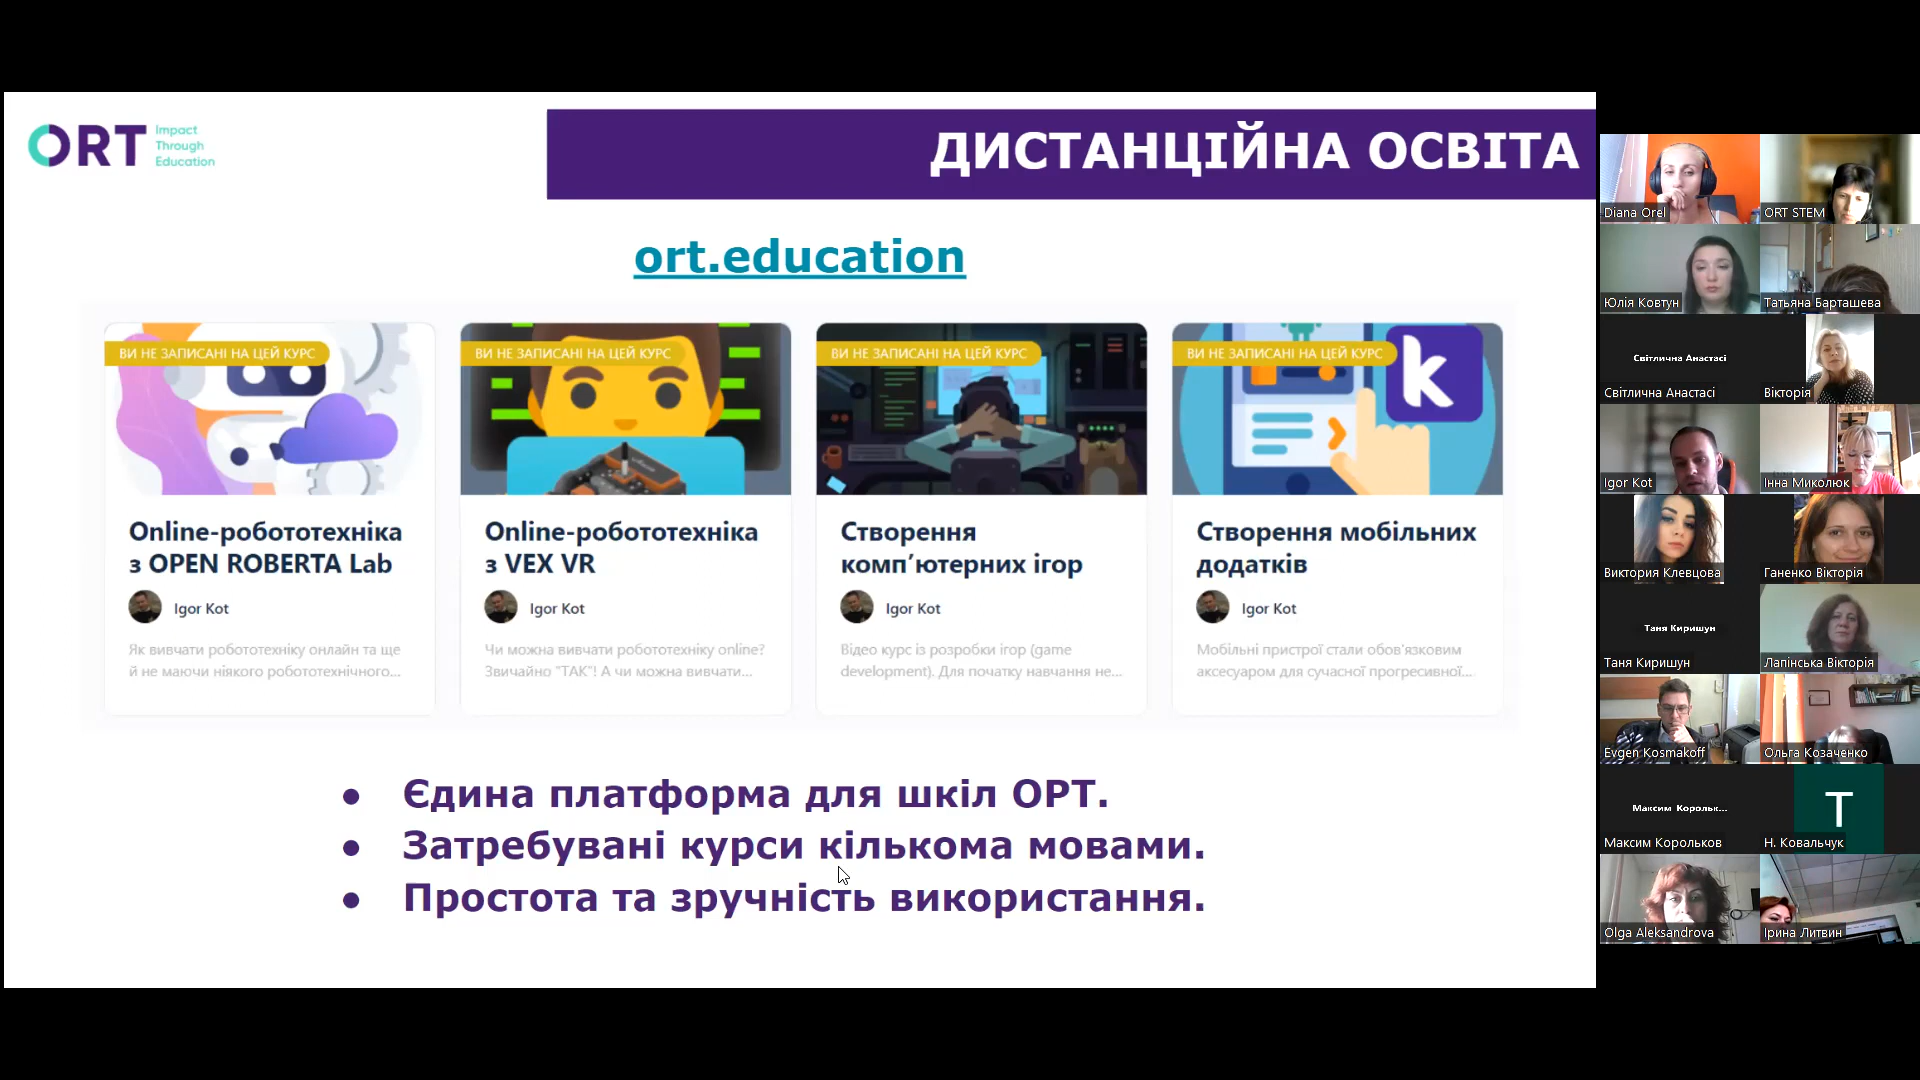 ORT
Impact
Through
Education
ДИСТАНЦІЙНА ОСВІТА
ort.education
ВИ НЕ ЗАПИСАНІ НА ЦЕЙ КУРС
Online-робототехніка
з OPEN ROBERTA Lab
Igor Kot
Як вивчати робототехніку онлайн та ще
й не маючи ніякого робототехнічного...
ВИ НЕ ЗАПИСАНІ НА ЦЕЙ КУРС
Online-робототехніка
з VEX VR
Igor Kot
Чи можна вивчати робототехніку online?
Звичайно "ТАК"! А чи можна вивчати...
ВИ НЕ ЗАПИСАНІ НА ЦЕЙ КУРС
Створення
комп’ютерних ігор
Igor Kot
Відео курс із розробки ігор (game
development). Для початку навчання не...
ВИ НЕ ЗАПИСАНІ НА ЦЕЙ КУРС
k
Створення мобільних
додатків
Igor Kot
Мобільні пристрої стали обов'язковим
аксесуаром для сучасної прогресивної...
● Єдина платформа для шкіл ОРТ.
● Затребувані курси кількома мовами.
● Простота та зручність використання.
Diana Orel
ORT STEM
Юлія Ковтун
Татьяна Барташева
Світлична Анастасі
Світлична Анастасі
Вікторія
Igor Kot
Інна Миколюк
Виктория Клевцова
Ганенко Вікторія
Таня Киришун
Таня Киришун
Лапінська Вікторія
Evgen Kosmakoff
Ольга Козаченко
Максим Корольк...
Максим Корольков
Т
Н. Ковальчук
Olga Aleksandrova
Ірина Литвин